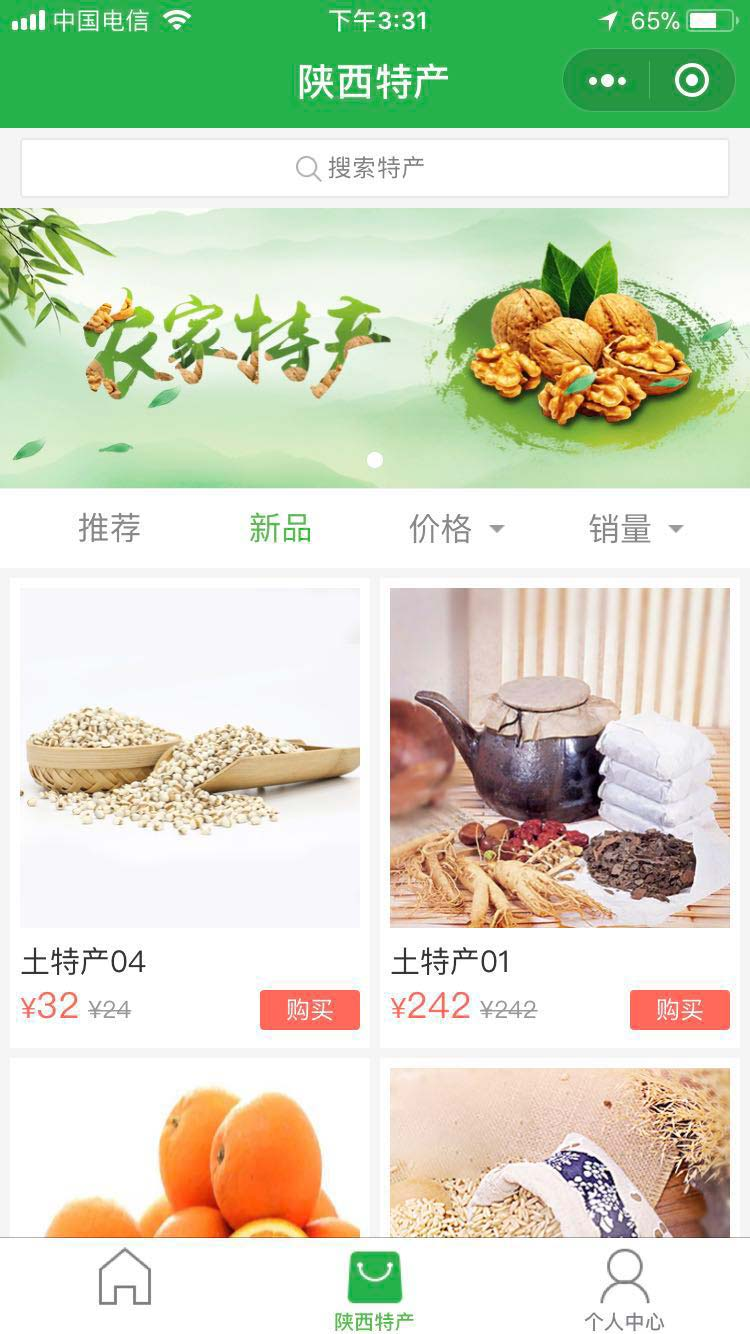 中国电信 下午3:31 65%
陕西特产
搜索特产
农家特产
推荐 新品 价格 销量
土特产04 土特产01
¥32 ¥24 购买 ¥242 ¥242 购买
陕西特产 个人中心